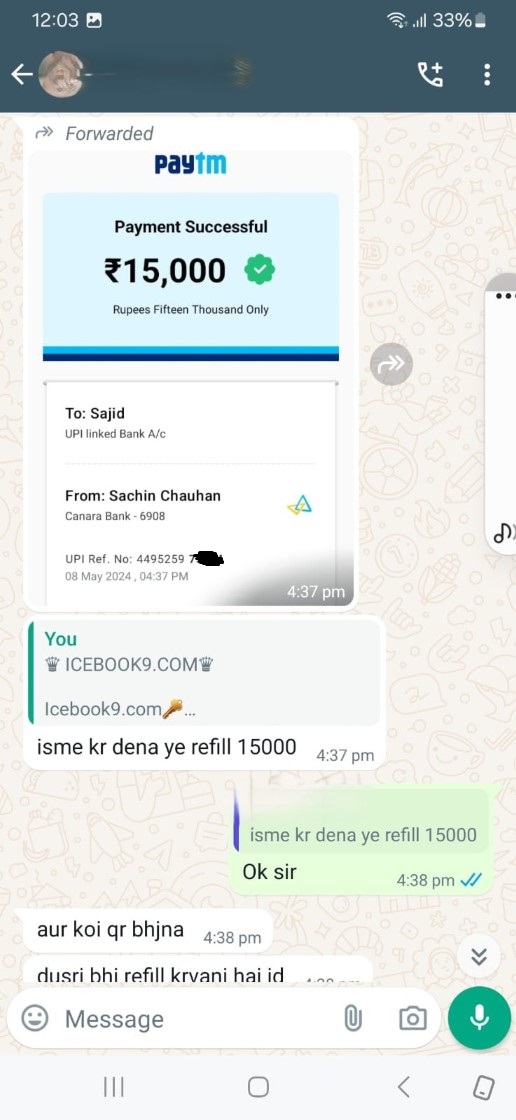 12:03
33%
Forwarded
paytm
Payment Successful
₹15,000
Rupees Fifteen Thousand Only
To: Sajid
UPI linked Bank A/c
From: Sachin Chauhan
Canara Bank - 6908
UPI Ref. No: 4495259
08 May 2024 , 04:37 PM
4:37 pm
You
♕ ICEBOOK9.COM♕
Icebook9.com🔑...
isme kr dena ye refill 15000
4:37 pm
isme kr dena ye refill 15000
Ok sir
4:38 pm
aur koi qr bhjna
4:38 pm
dusri bhi refill krvani hai id
Message